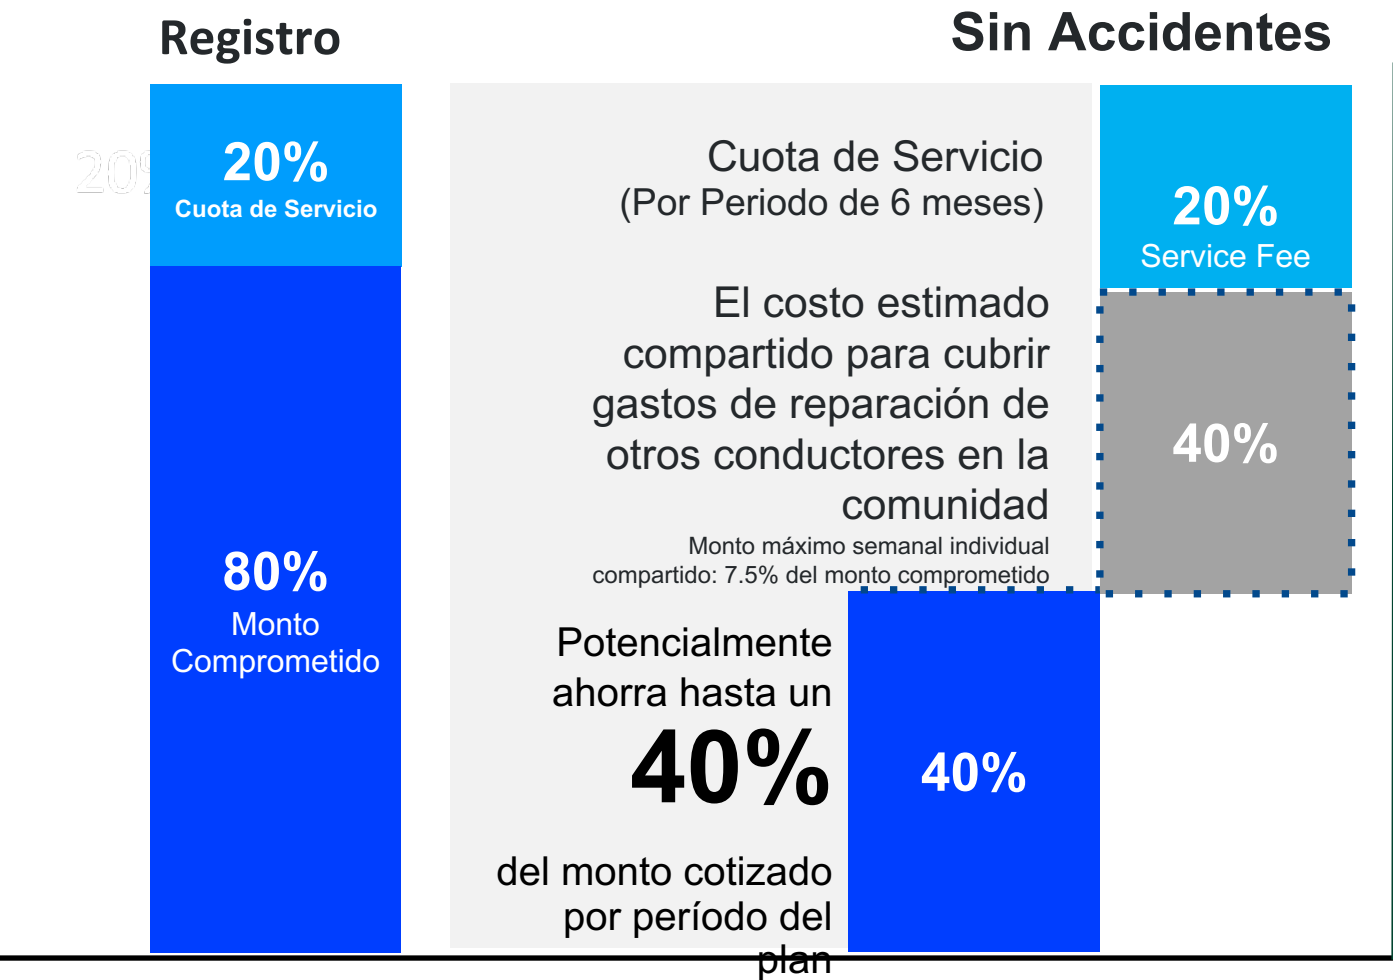 Registro
Sin Accidentes
20%
20%
Cuota de Servicio
80%
Monto
Comprometido
Cuota de Servicio
(Por Periodo de 6 meses)
El costo estimado
compartido para cubrir
gastos de reparación de
otros conductores en la
comunidad
Monto máximo semanal individual
compartido: 7.5% del monto comprometido
Potencialmente
ahorra hasta un
40%
del monto cotizado
por período del
plan
20%
Service Fee
40%
40%